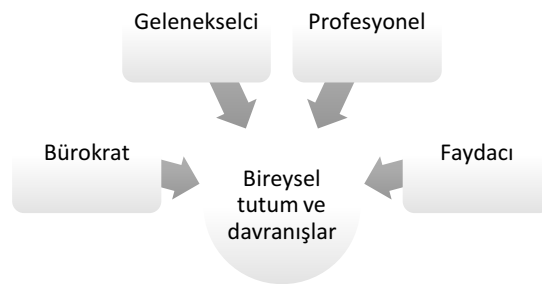 Gelenekselci
Profesyonel
Bürokrat
Faydacı
Bireysel
tutum ve
davranışlar